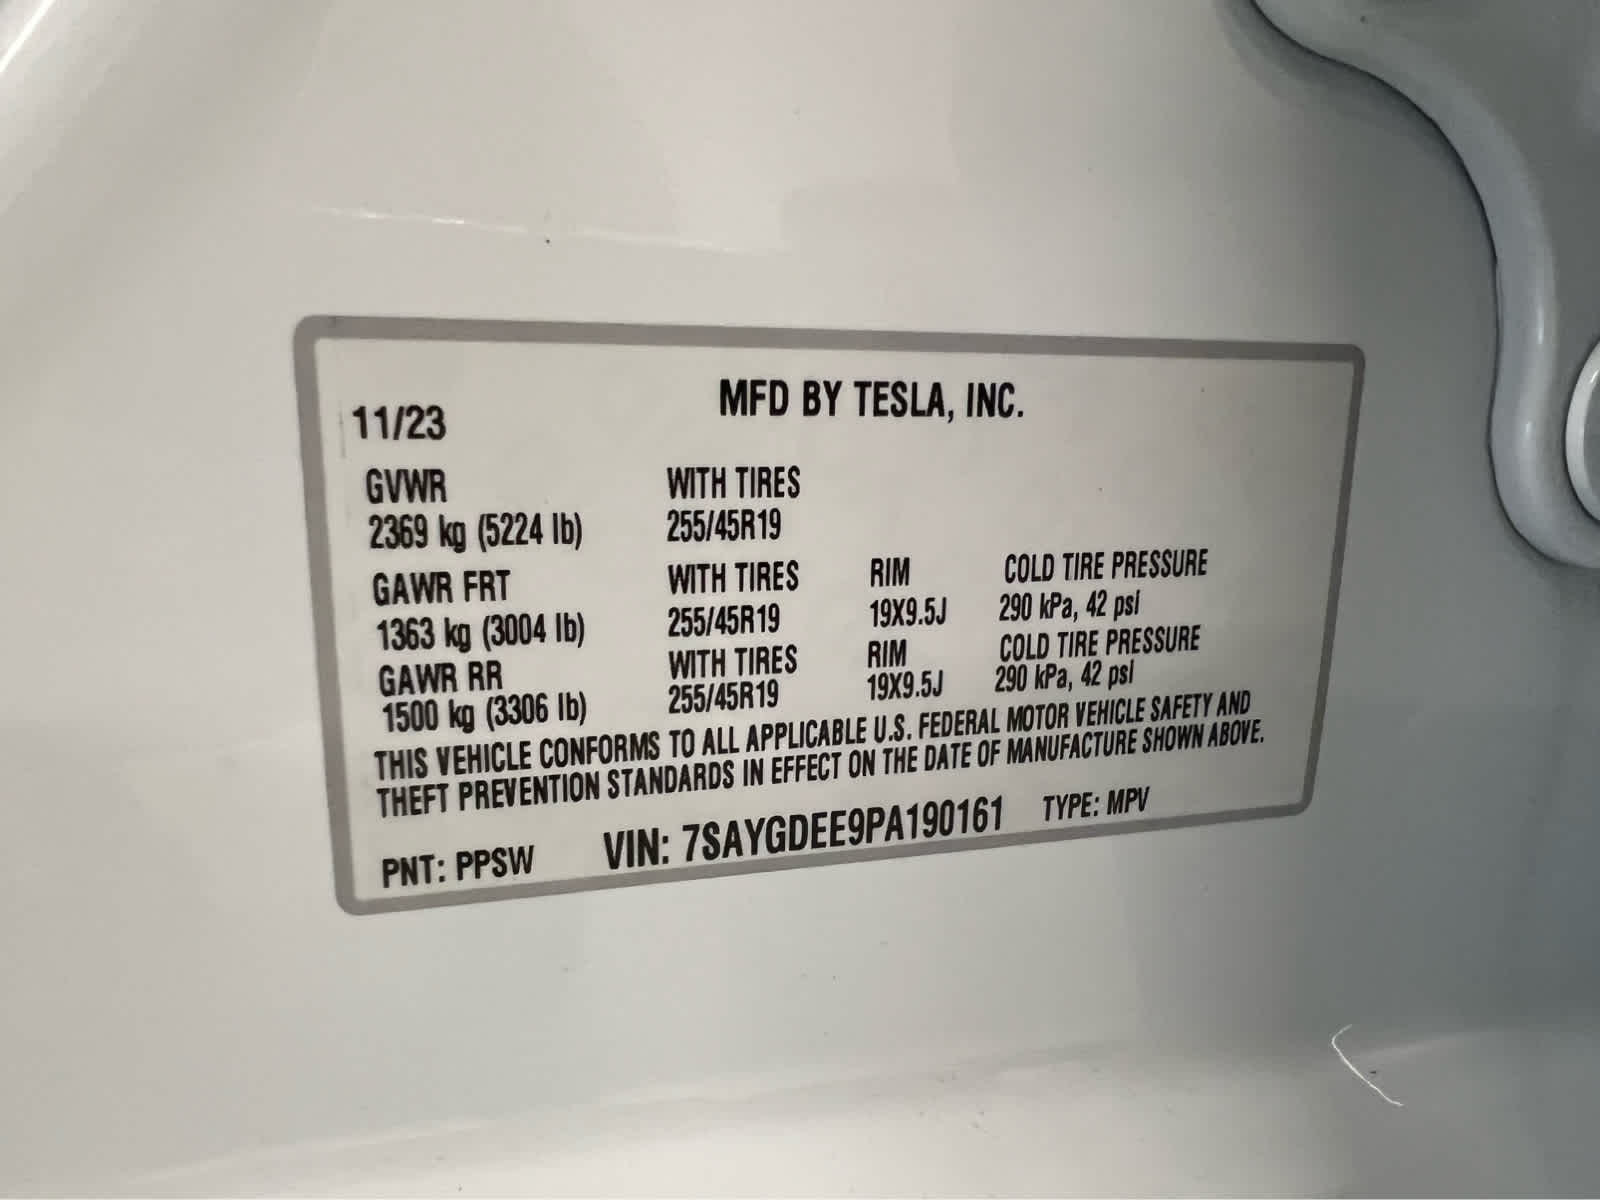 MFD BY TESLA, INC.
11/23
GVWR WITH TIRES
2369 kg (5224 lb) 255/45R19
GAWR FRT WITH TIRES RIM COLD TIRE PRESSURE
1363 kg (3004 lb) 255/45R19 19X9.5J 290 kPa, 42 psi
GAWR RR WITH TIRES RIM COLD TIRE PRESSURE
1500 kg (3306 lb) 255/45R19 19X9.5J 290 kPa, 42 psi
THIS VEHICLE CONFORMS TO ALL APPLICABLE U.S. FEDERAL MOTOR VEHICLE SAFETY AND
THEFT PREVENTION STANDARDS IN EFFECT ON THE DATE OF MANUFACTURE SHOWN ABOVE.
PNT: PPSW VIN: 7SAYGDEE9PA190161 TYPE: MPV